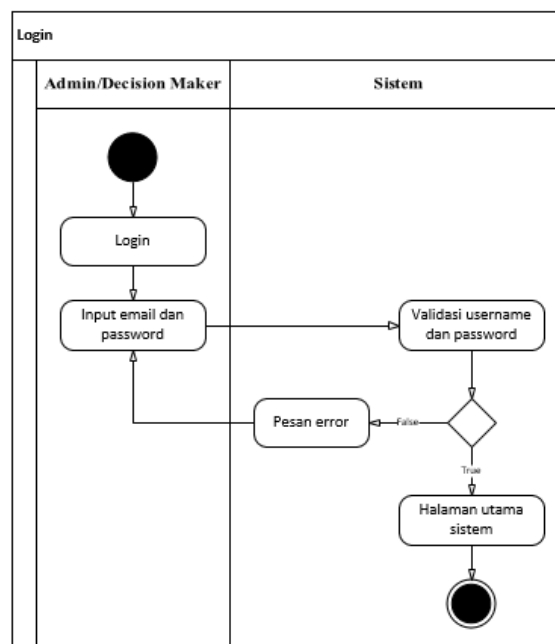 Login
Admin/Decision Maker
Sistem
Login
Input email dan
password
Validasi username
dan password
Pesan error
False
True
Halaman utama
sistem